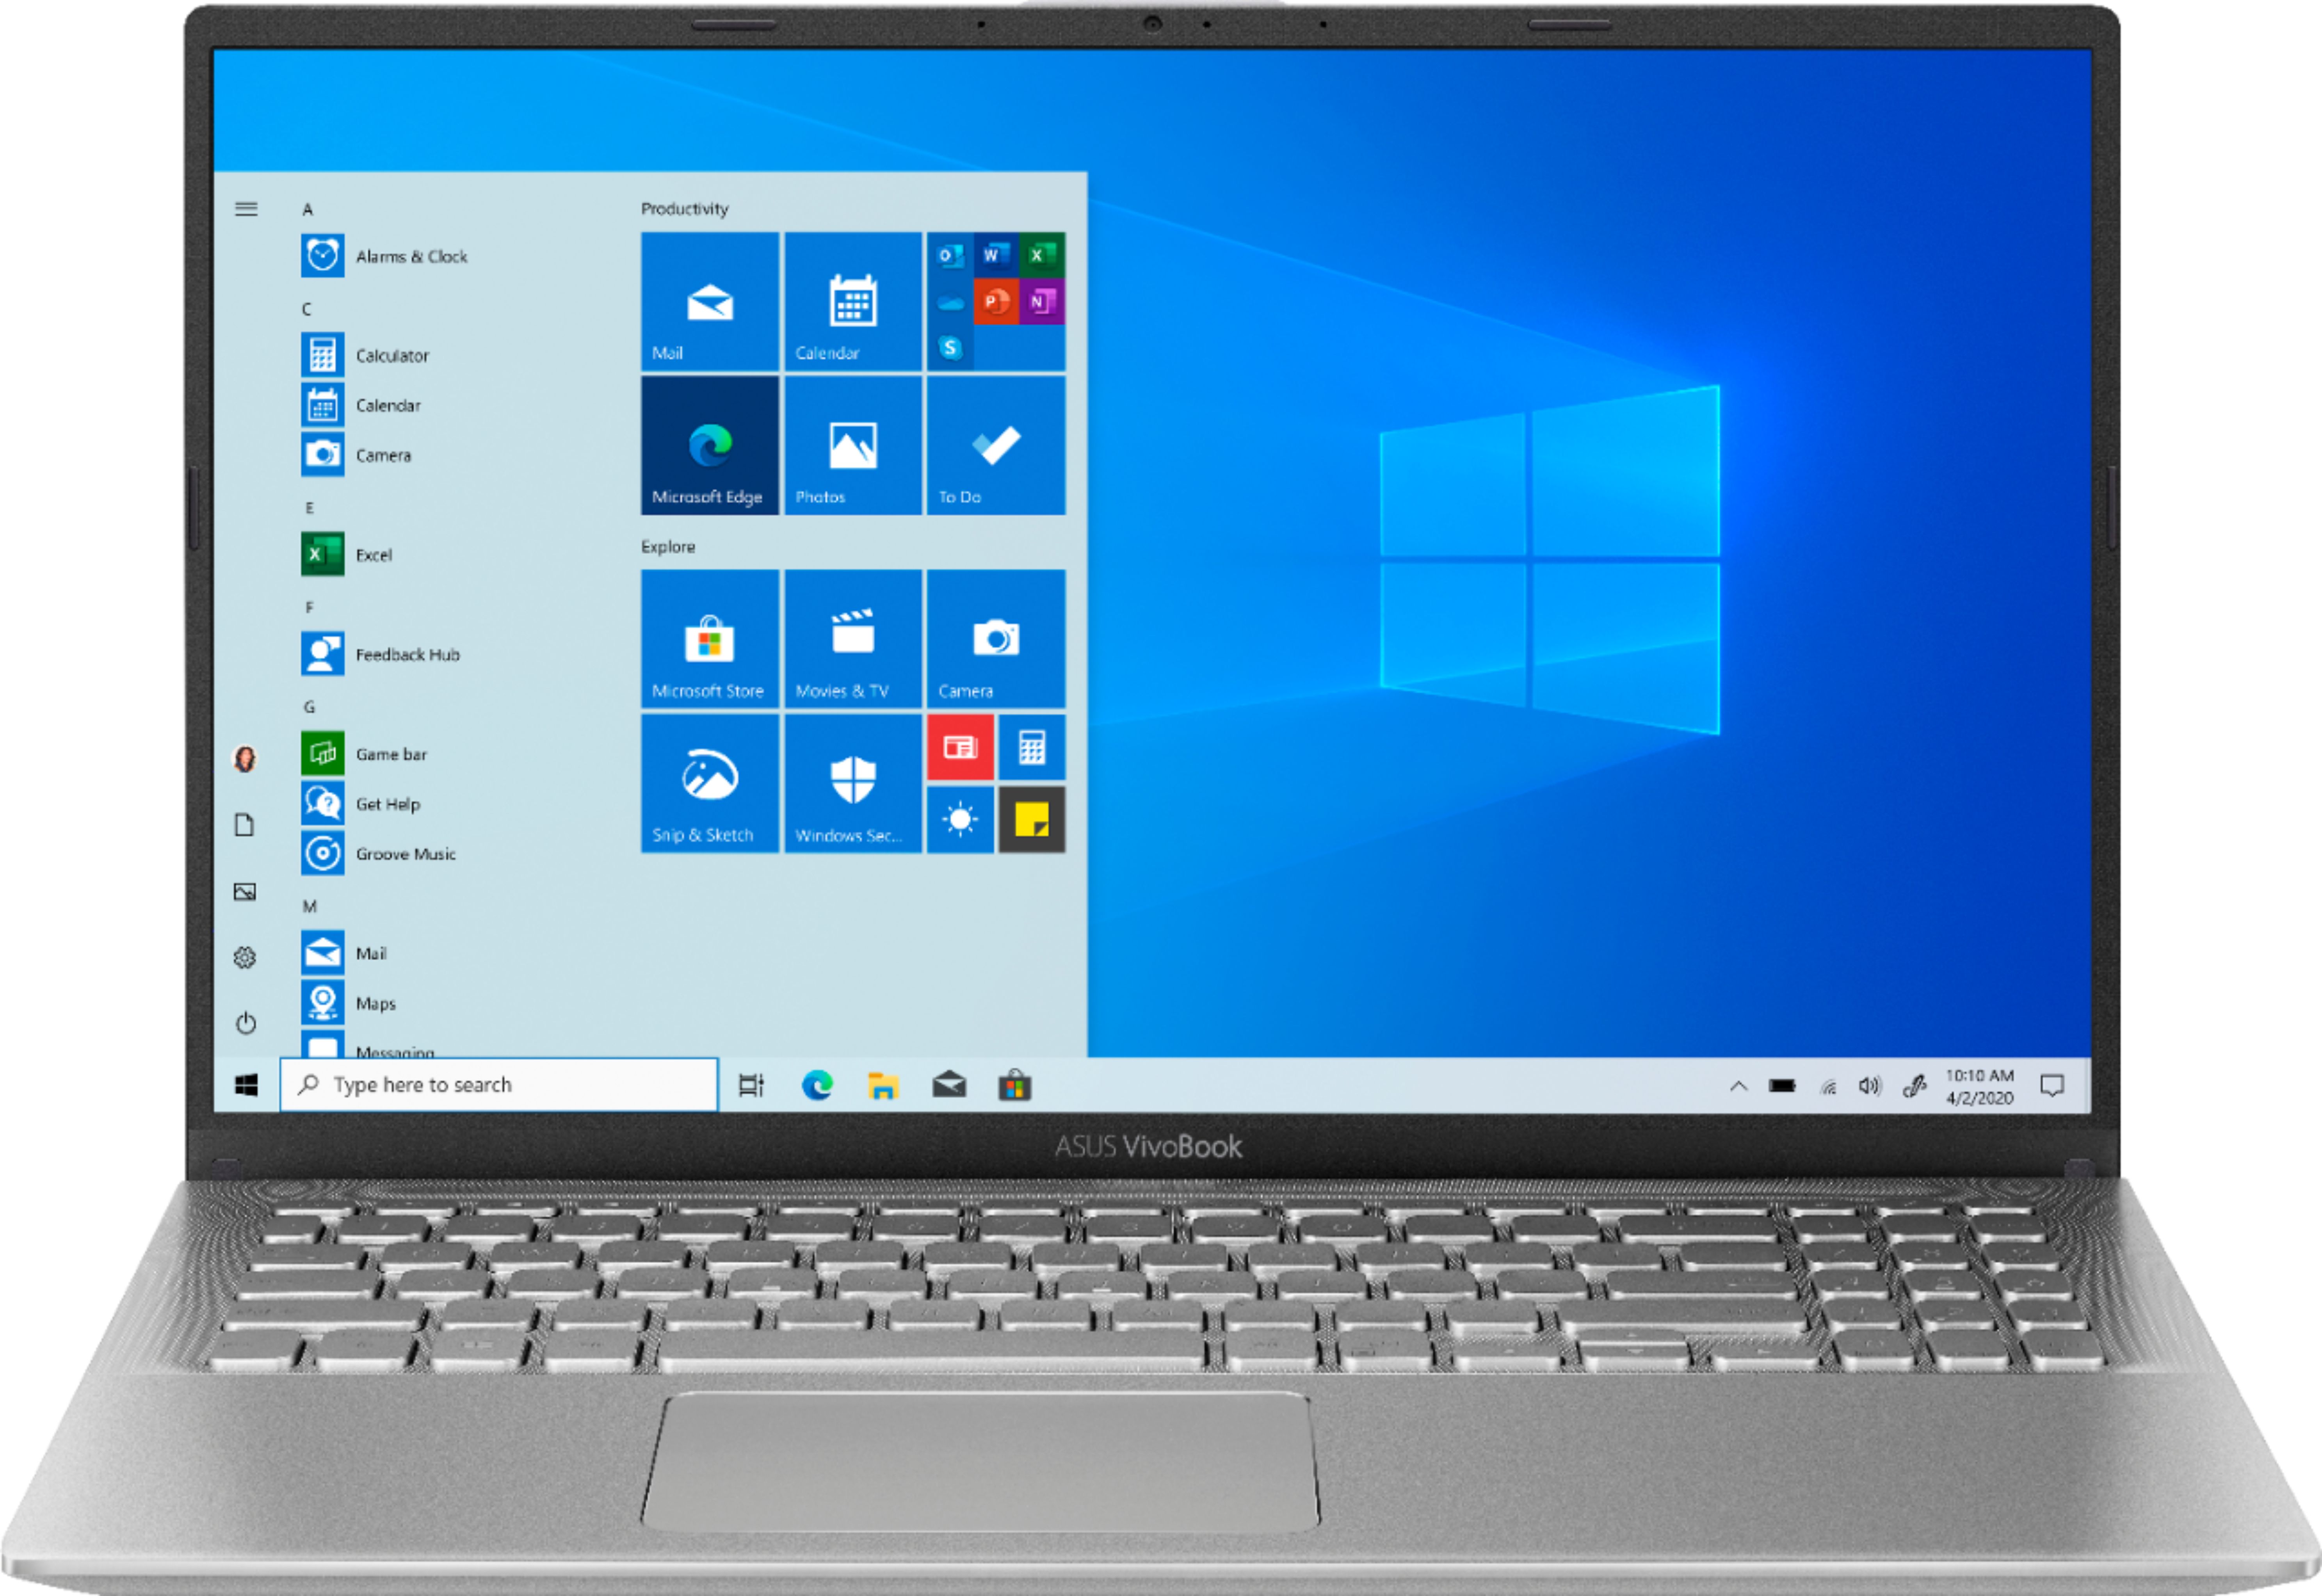 A
Alarms & Clock
C
Calculator
Calendar
Camera
E
Excel
F
Feedback Hub
G
Game bar
Get Help
Groove Music
M
Mail
Maps
Messaging
Productivity
Mail
Calendar
O W X
P N
S
Microsoft Edge
Photos
To Do
Explore
Microsoft Store
Movies & TV
Camera
Snip & Sketch
Windows Sec...
Type here to search
10:10 AM
4/2/2020
ASUS VivoBook